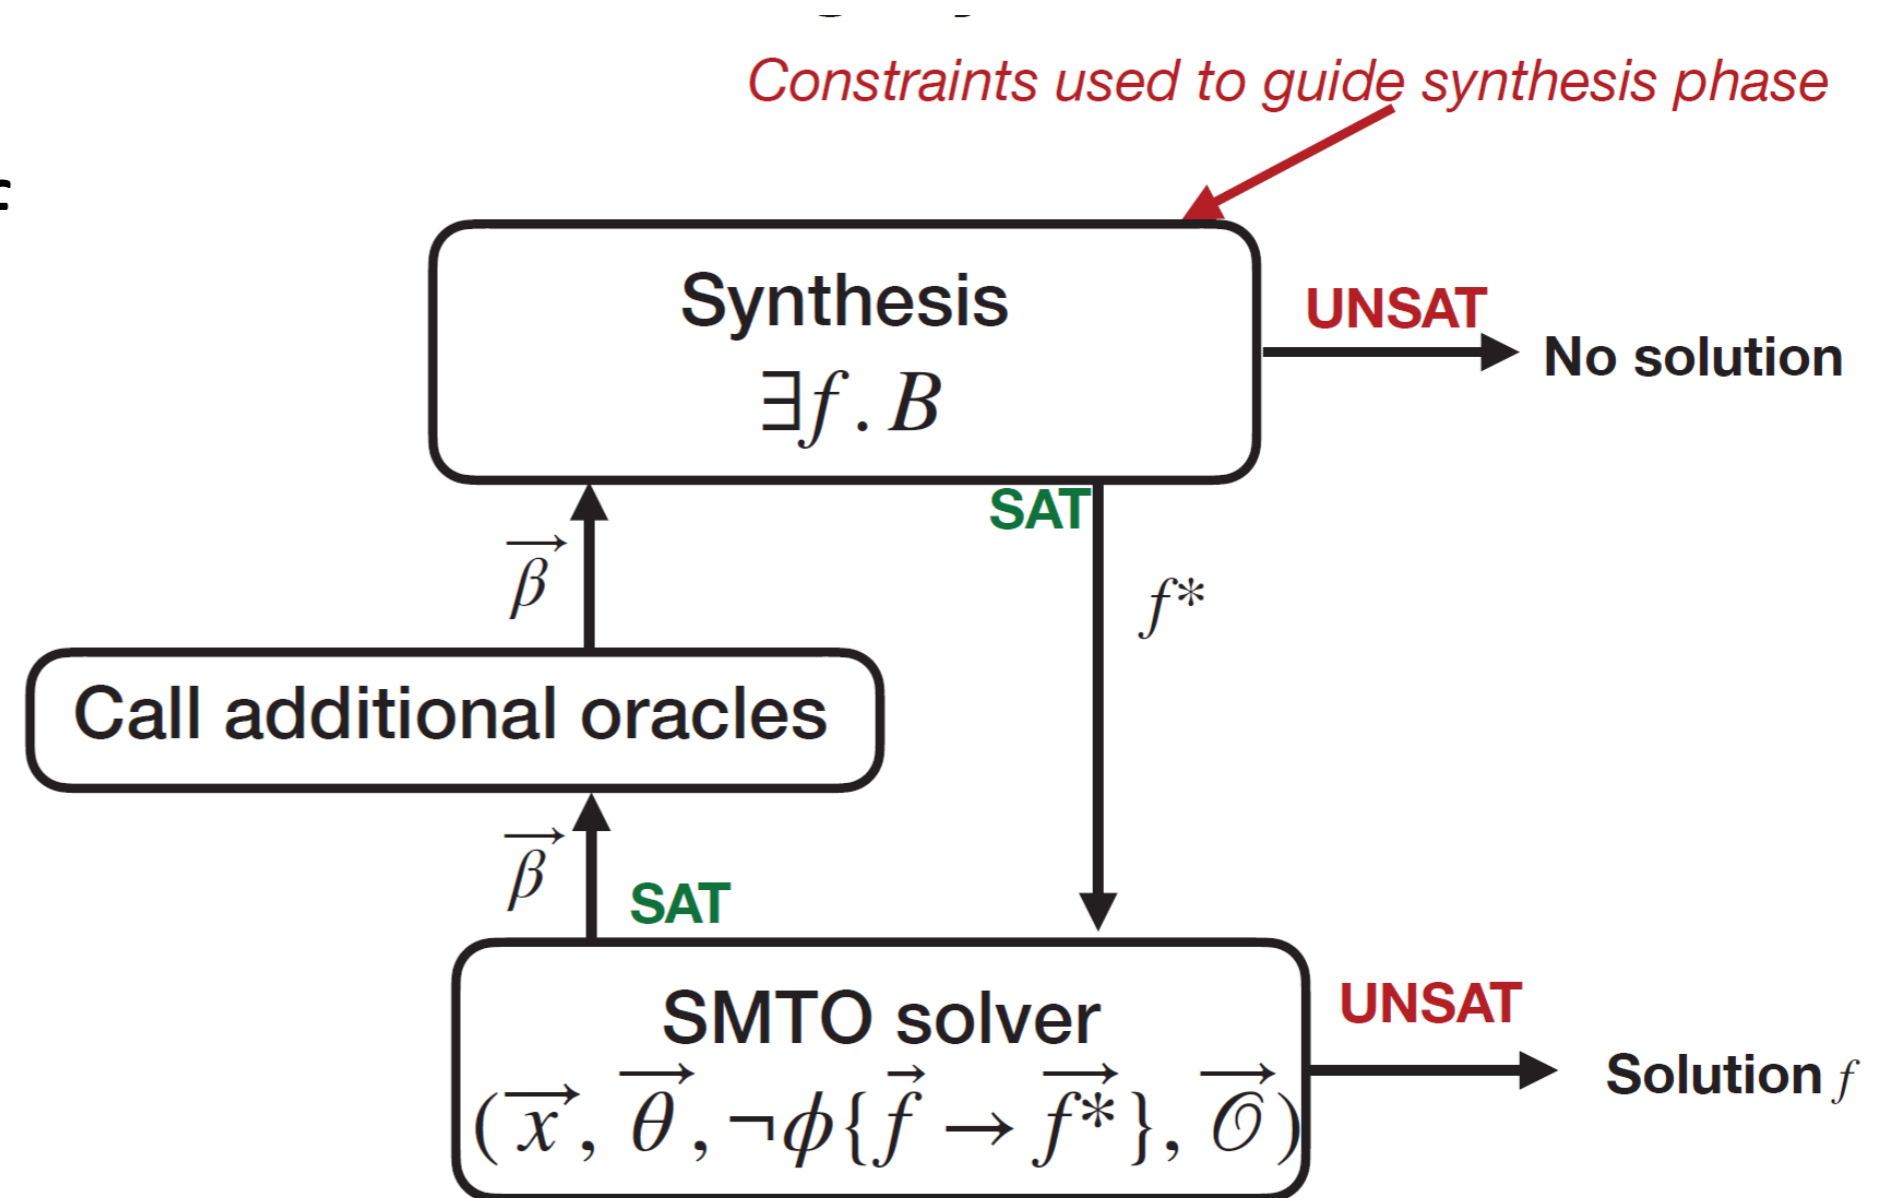 Constraints used to guide synthesis phase
f
Synthesis
∃f . B
UNSAT
No solution
SAT
β⃗
f*
Call additional oracles
β⃗
SAT
SMTO solver
(x⃗, θ⃗, ¬ϕ{f⃗ → f*⃗}, 𝒪⃗)
UNSAT
Solution f